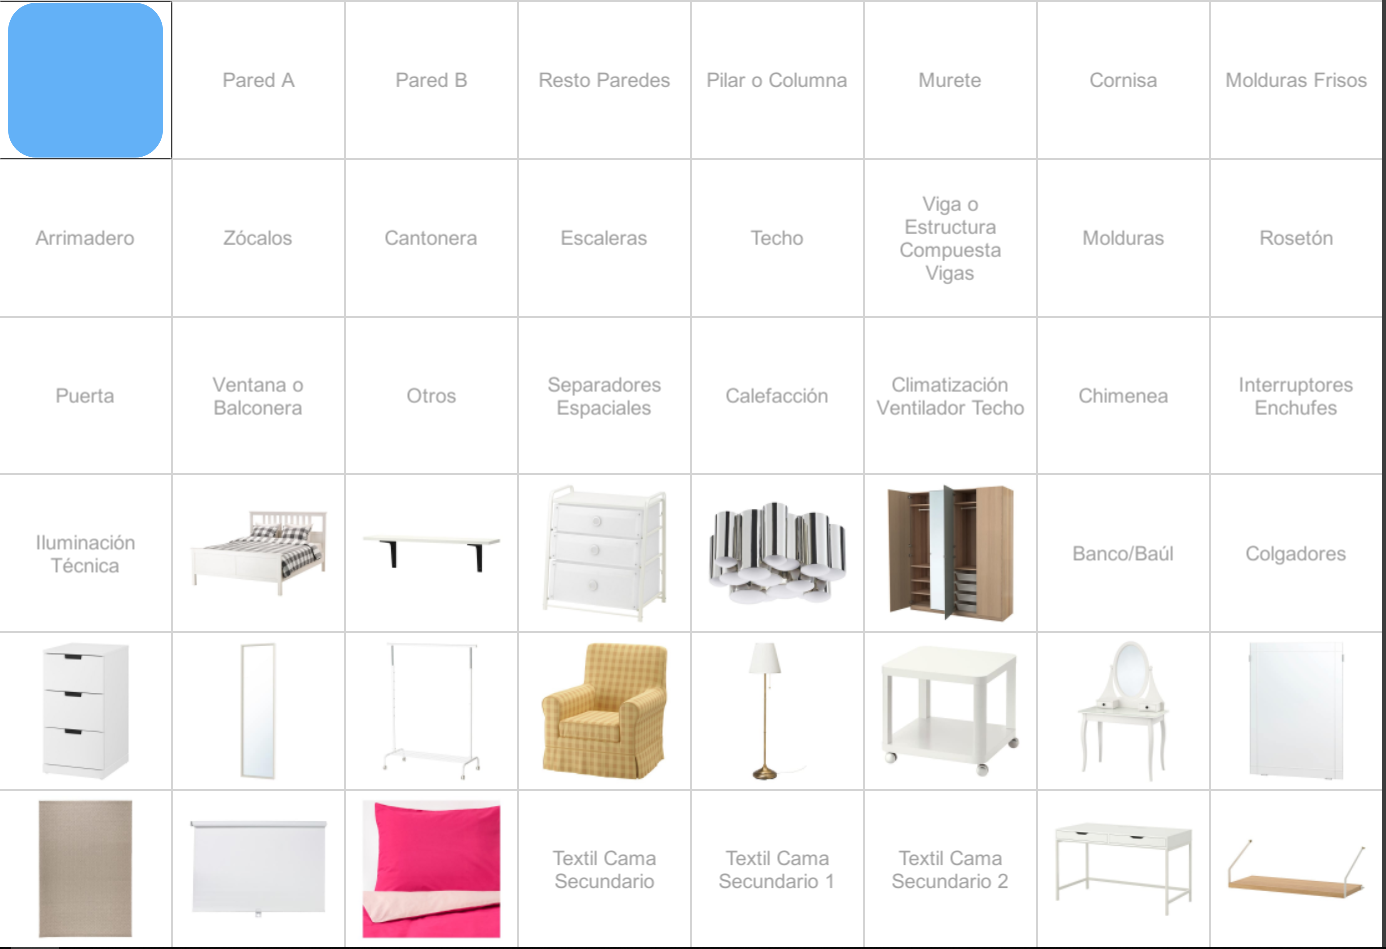 Pared A
Pared B
Resto Paredes
Pilar o Columna
Murete
Cornisa
Molduras Frisos
Arrimadero
Zócalos
Cantonera
Escaleras
Techo
Viga o
Estructura
Compuesta
Vigas
Molduras
Rosetón
Puerta
Ventana o
Balconera
Otros
Separadores
Espaciales
Calefacción
Climatización
Ventilador Techo
Chimenea
Interruptores
Enchufes
Iluminación
Técnica
Banco/Baúl
Colgadores
Textil Cama
Secundario
Textil Cama
Secundario 1
Textil Cama
Secundario 2